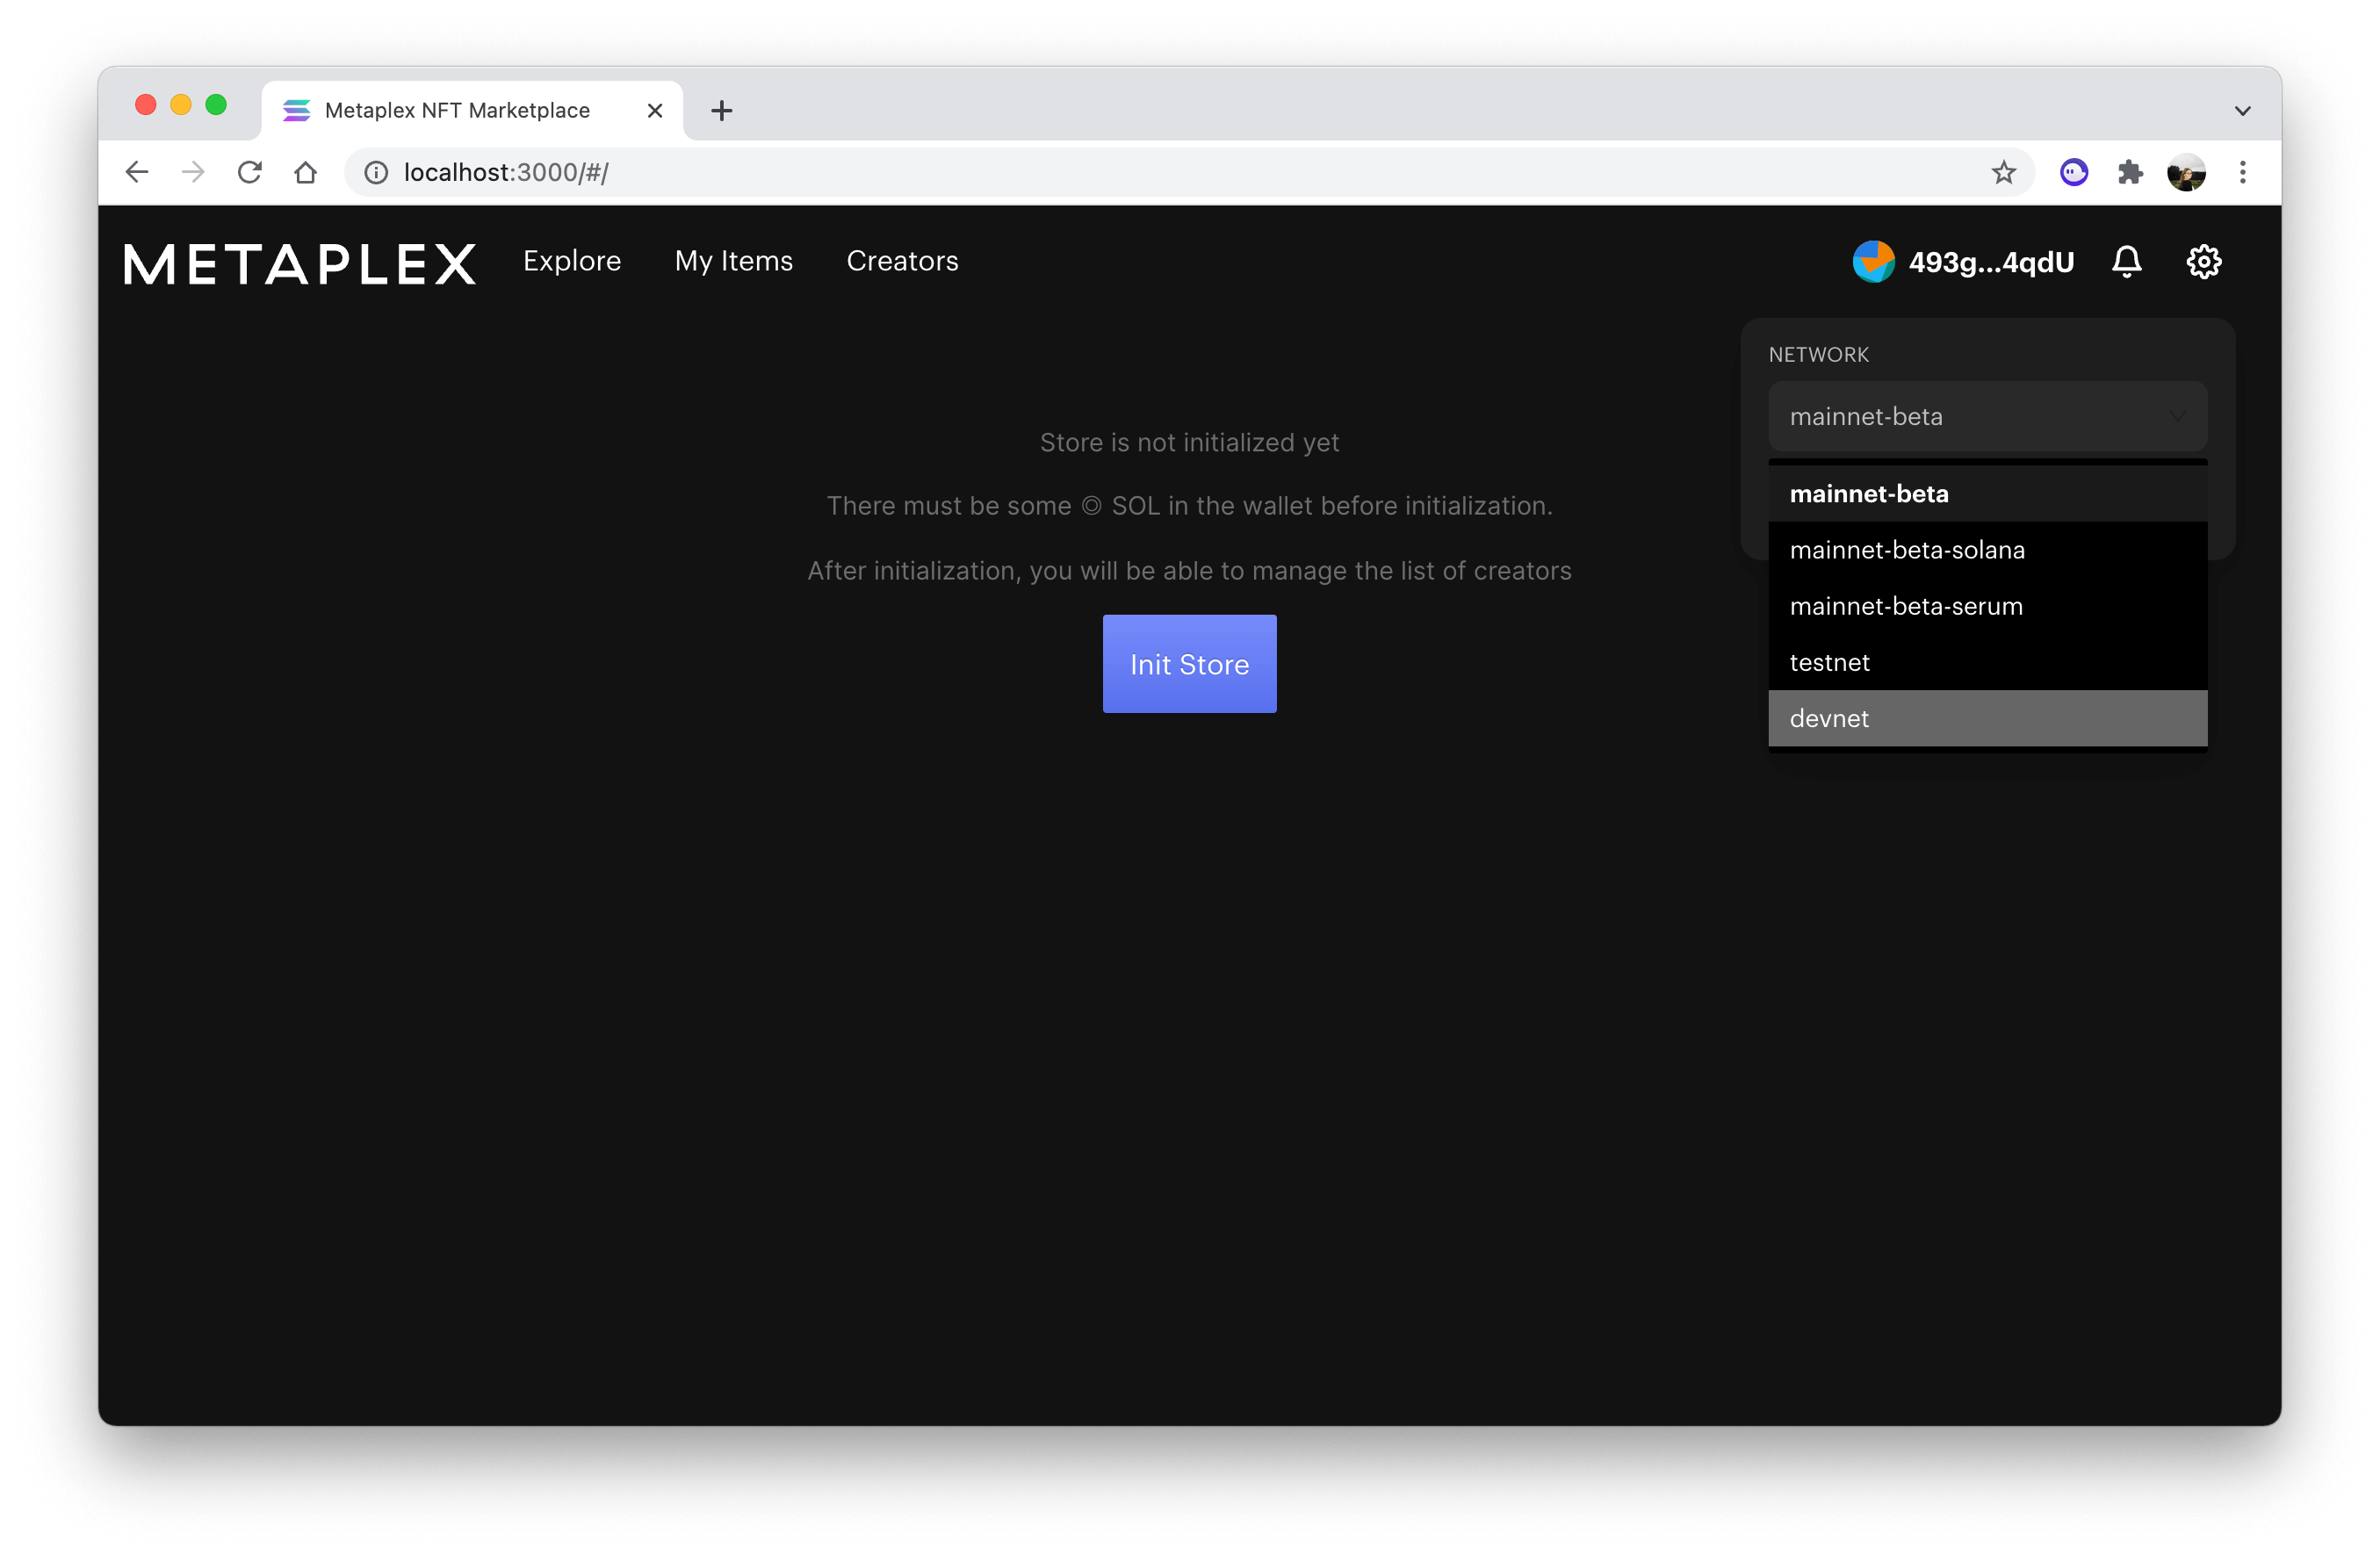 Metaplex NFT Marketplace
localhost:3000/#/
METAPLEX Explore My Items Creators 493g...4qdU
NETWORK
mainnet-beta
Store is not initialized yet
There must be some ◎ SOL in the wallet before initialization.
After initialization, you will be able to manage the list of creators
Init Store
mainnet-beta
mainnet-beta-solana
mainnet-beta-serum
testnet
devnet